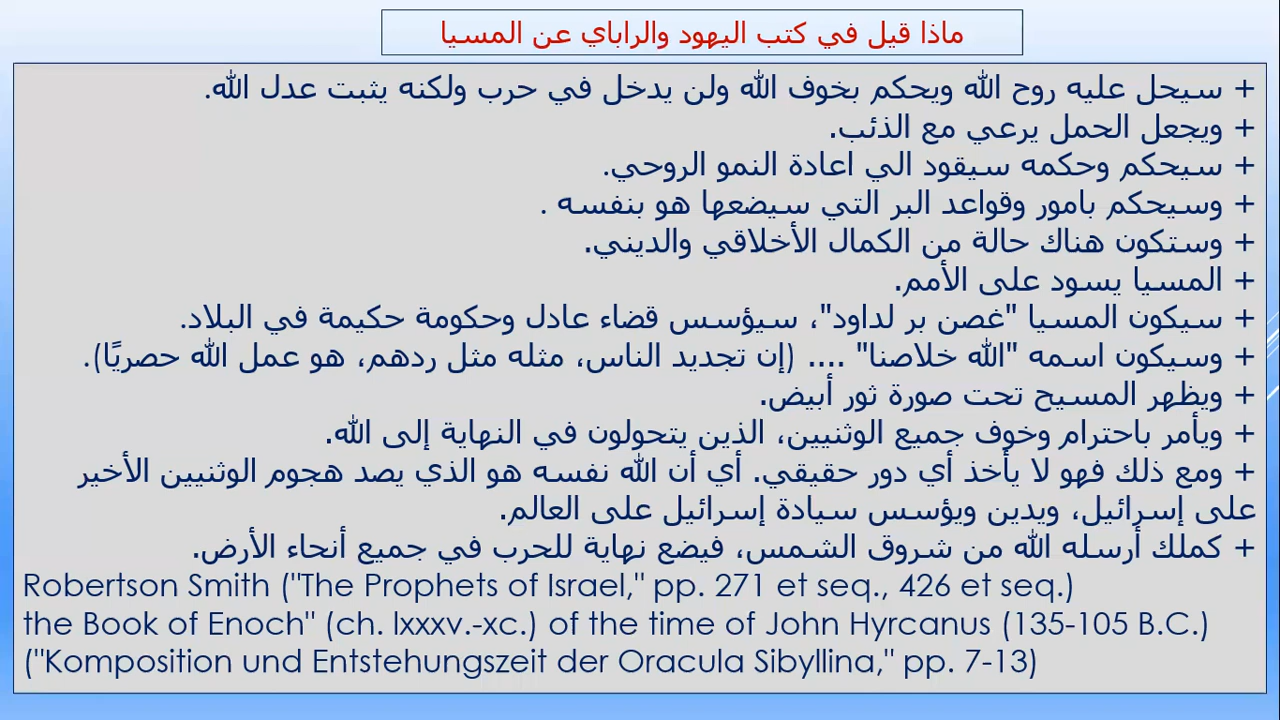 ماذا قيل في كتب اليهود والراباي عن المسيا
+ سيحل عليه روح الله ويحكم بخوف الله ولن يدخل في حرب ولكنه يثبت عدل الله.
+ ويجعل الحمل يرعي مع الذئب.
+ سيحكم وحكمه سيقود الي اعادة النمو الروحي.
+ وسيحكم بامور وقواعد البر التي سيضعها هو بنفسه .
+ وستكون هناك حالة من الكمال الأخلاقي والديني.
+ المسيا يسود على الأمم.
+ سيكون المسيا "غصن بر لداود"، سيؤسس قضاء عادل وحكومة حكيمة في البلاد.
+ وسيكون اسمه "الله خلاصنا" .... (إن تجديد الناس، مثله مثل ردهم، هو عمل الله حصريًا).
+ ويظهر المسيح تحت صورة ثور أبيض.
+ ويأمر باحترام وخوف جميع الوثنيين، الذين يتحولون في النهاية إلى الله.
+ ومع ذلك فهو لا يأخذ أي دور حقيقي. أي أن الله نفسه هو الذي يصد هجوم الوثنيين الأخير
على إسرائيل، ويدين ويؤسس سيادة إسرائيل على العالم.
+ كملك أرسله الله من شروق الشمس، فيضع نهاية للحرب في جميع أنحاء الأرض.
Robertson Smith ("The Prophets of Israel," pp. 271 et seq., 426 et seq.)
the Book of Enoch" (ch. lxxxv.-xc.) of the time of John Hyrcanus (135-105 B.C.)
("Komposition und Entstehungszeit der Oracula Sibyllina," pp. 7-13)